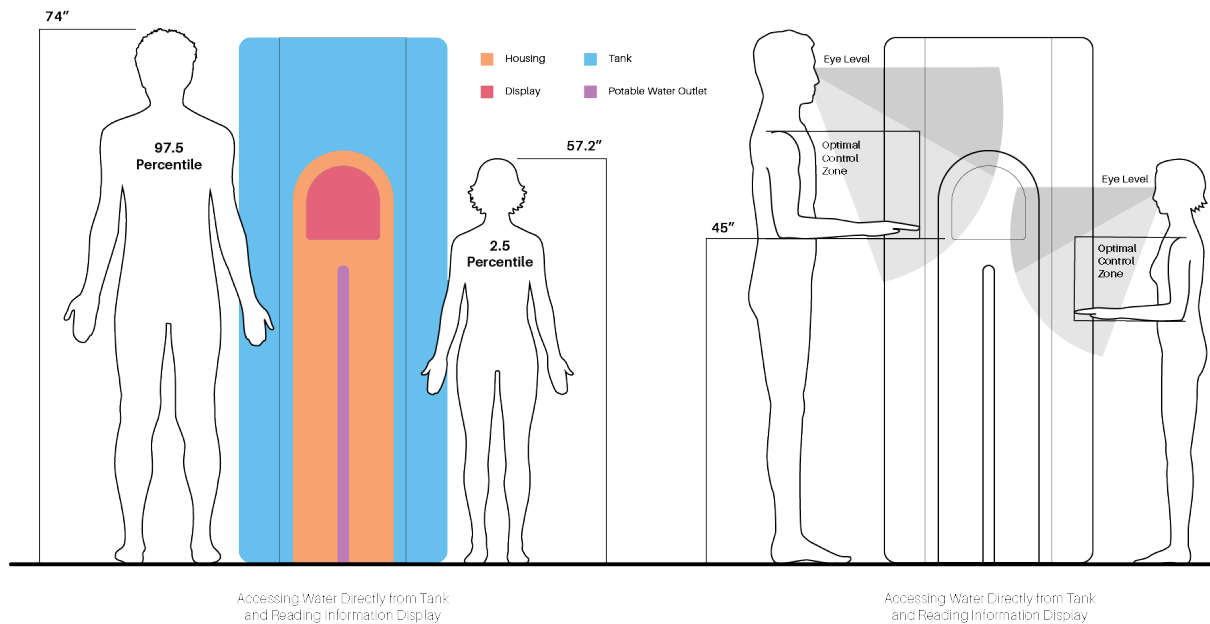 74”
97.5
Percentile
Housing
Tank
Display
Potable Water Outlet
57.2”
2.5
Percentile
Accessing Water Directly from Tank
and Reading Information Display
Eye Level
Optimal
Control
Zone
45”
Eye Level
Optimal
Control
Zone
Accessing Water Directly from Tank
and Reading Information Display